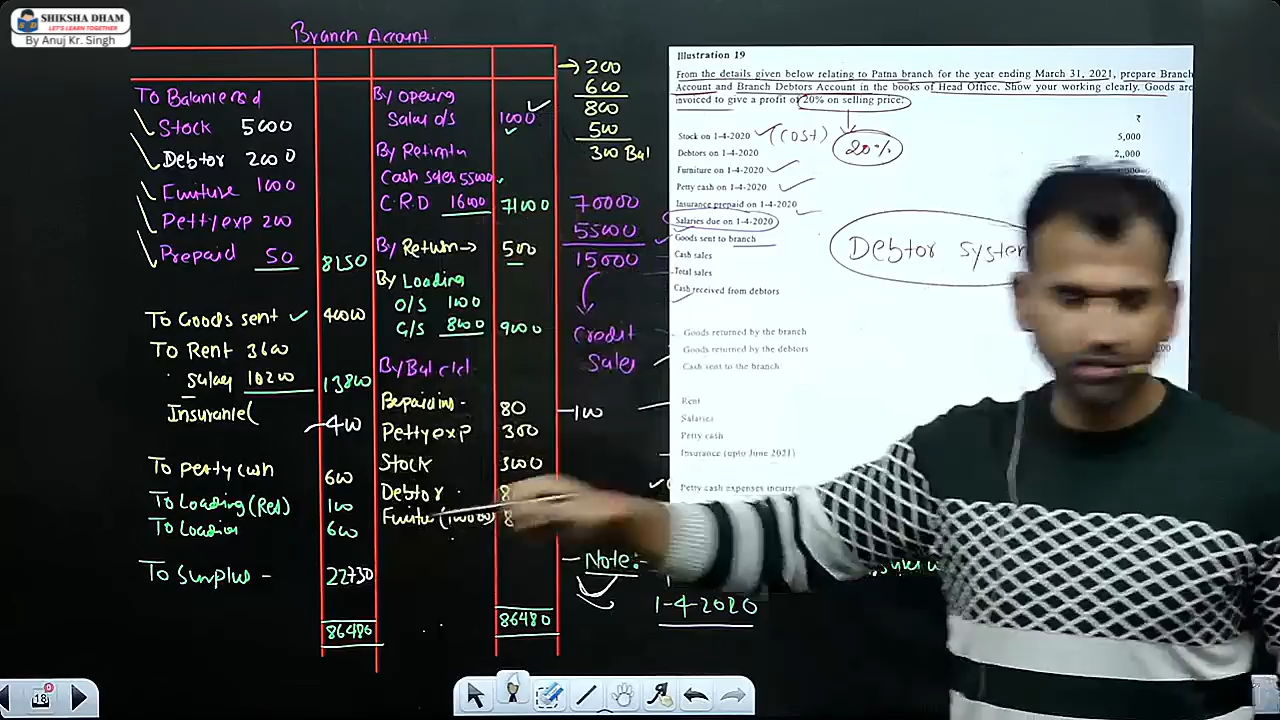 SHIKSHA DHAM
LET'S LEARN TOGETHER
By Anuj Kr. Singh
Branch Account
To Balance b d
Stock 5000
Debtor 2000
Furniture 1000
Petty exp 200
Prepaid 50
8250
To Goods sent
40000
To Rent 3600
Salary 10200
13800
Insurance (
400
To petty cash
600
To Loading (Ret)
100
To Loading
600
To Surplus -
22730
86480
By Opening
Salary o/s
1000
By Remittance
Cash sales 55000
C.R.D 16000
71000
By Return →
500
By Loading
O/S 1000
G/S 8000
9000
By Bal c/d
Prepaid ins -
80
Petty exp
300
Stock
3000
Debtor
8
86480
200
600
800
500
300 Bal
70000
55000
15000
Credit
Sales
100
Note:-
1-4-2020
Illustration 19
From the details given below relating to Patna branch for the year ending March 31, 2021, prepare Branch
Account and Branch Debtors Account in the books of Head Office. Show your working clearly. Goods are
invoiced to give a profit of 20% on selling price:
₹
Stock on 1-4-2020 (Cost) 5,000
20%
Debtors on 1-4-2020 2,,000
Furniture on 1-4-2020
Petty cash on 1-4-2020
Insurance prepaid on 1-4-2020
Salaries due on 1-4-2020
Goods sent to branch
Debtor System
Cash sales
Total sales
Cash received from debtors
Goods returned by the branch
Goods returned by the debtors
Cash sent to the branch
Rent
Salaries
Petty cash
Insurance (upto June 2021)
Petty cash expenses
18
0